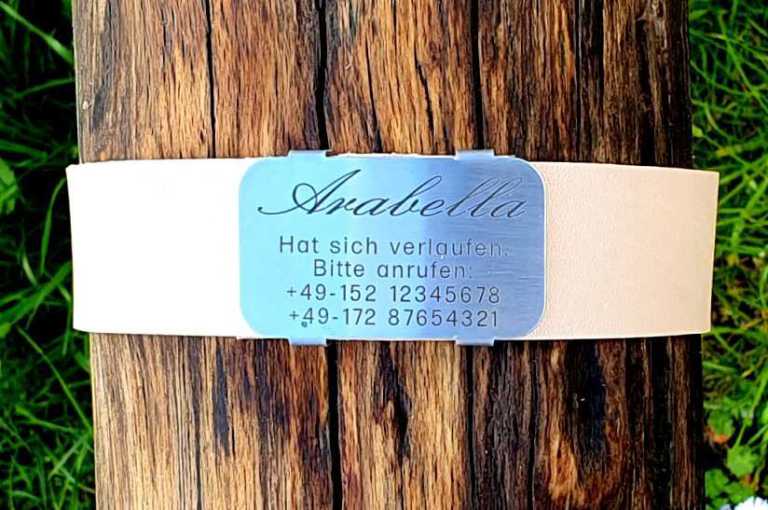 Arabella
Hat sich verlaufen.
Bitte anrufen:
+49-152 12345678
+49-172 87654321